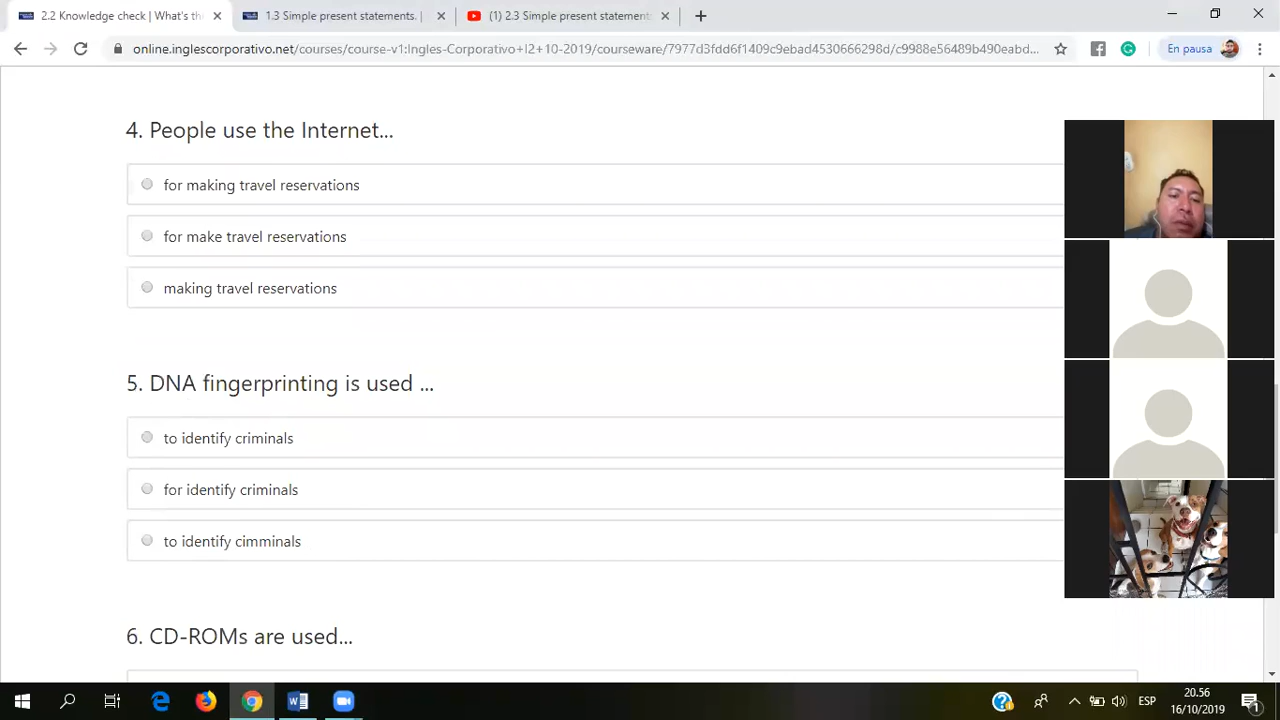 2.2 Knowledge check | What's the
1.3 Simple present statements. |
(1) 2.3 Simple present statement
online.inglescorporativo.net/courses/course-v1:Ingles-Corporativo+I2+10-2019/courseware/7977d3fdd6f1409c9ebad4530666298d/c9988e56489b490eabd...
En pausa
4. People use the Internet...
for making travel reservations
for make travel reservations
making travel reservations
5. DNA fingerprinting is used ...
to identify criminals
for identify criminals
to identify cimminals
6. CD-ROMs are used...
ESP
20.56
16/10/2019